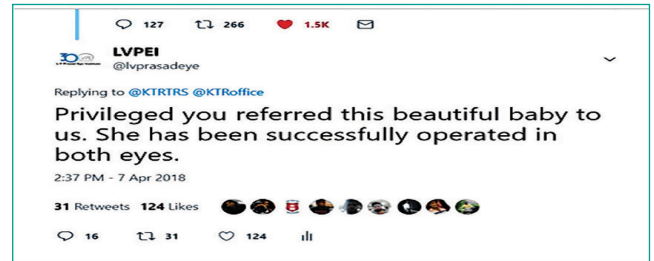 127 266 1.5K
LVPEI
@lvprasadeye
Replying to @KTRTRS @KTRoffice
Privileged you referred this beautiful baby to
us. She has been successfully operated in
both eyes.
2:37 PM - 7 Apr 2018
31 Retweets 124 Likes
16 31 124